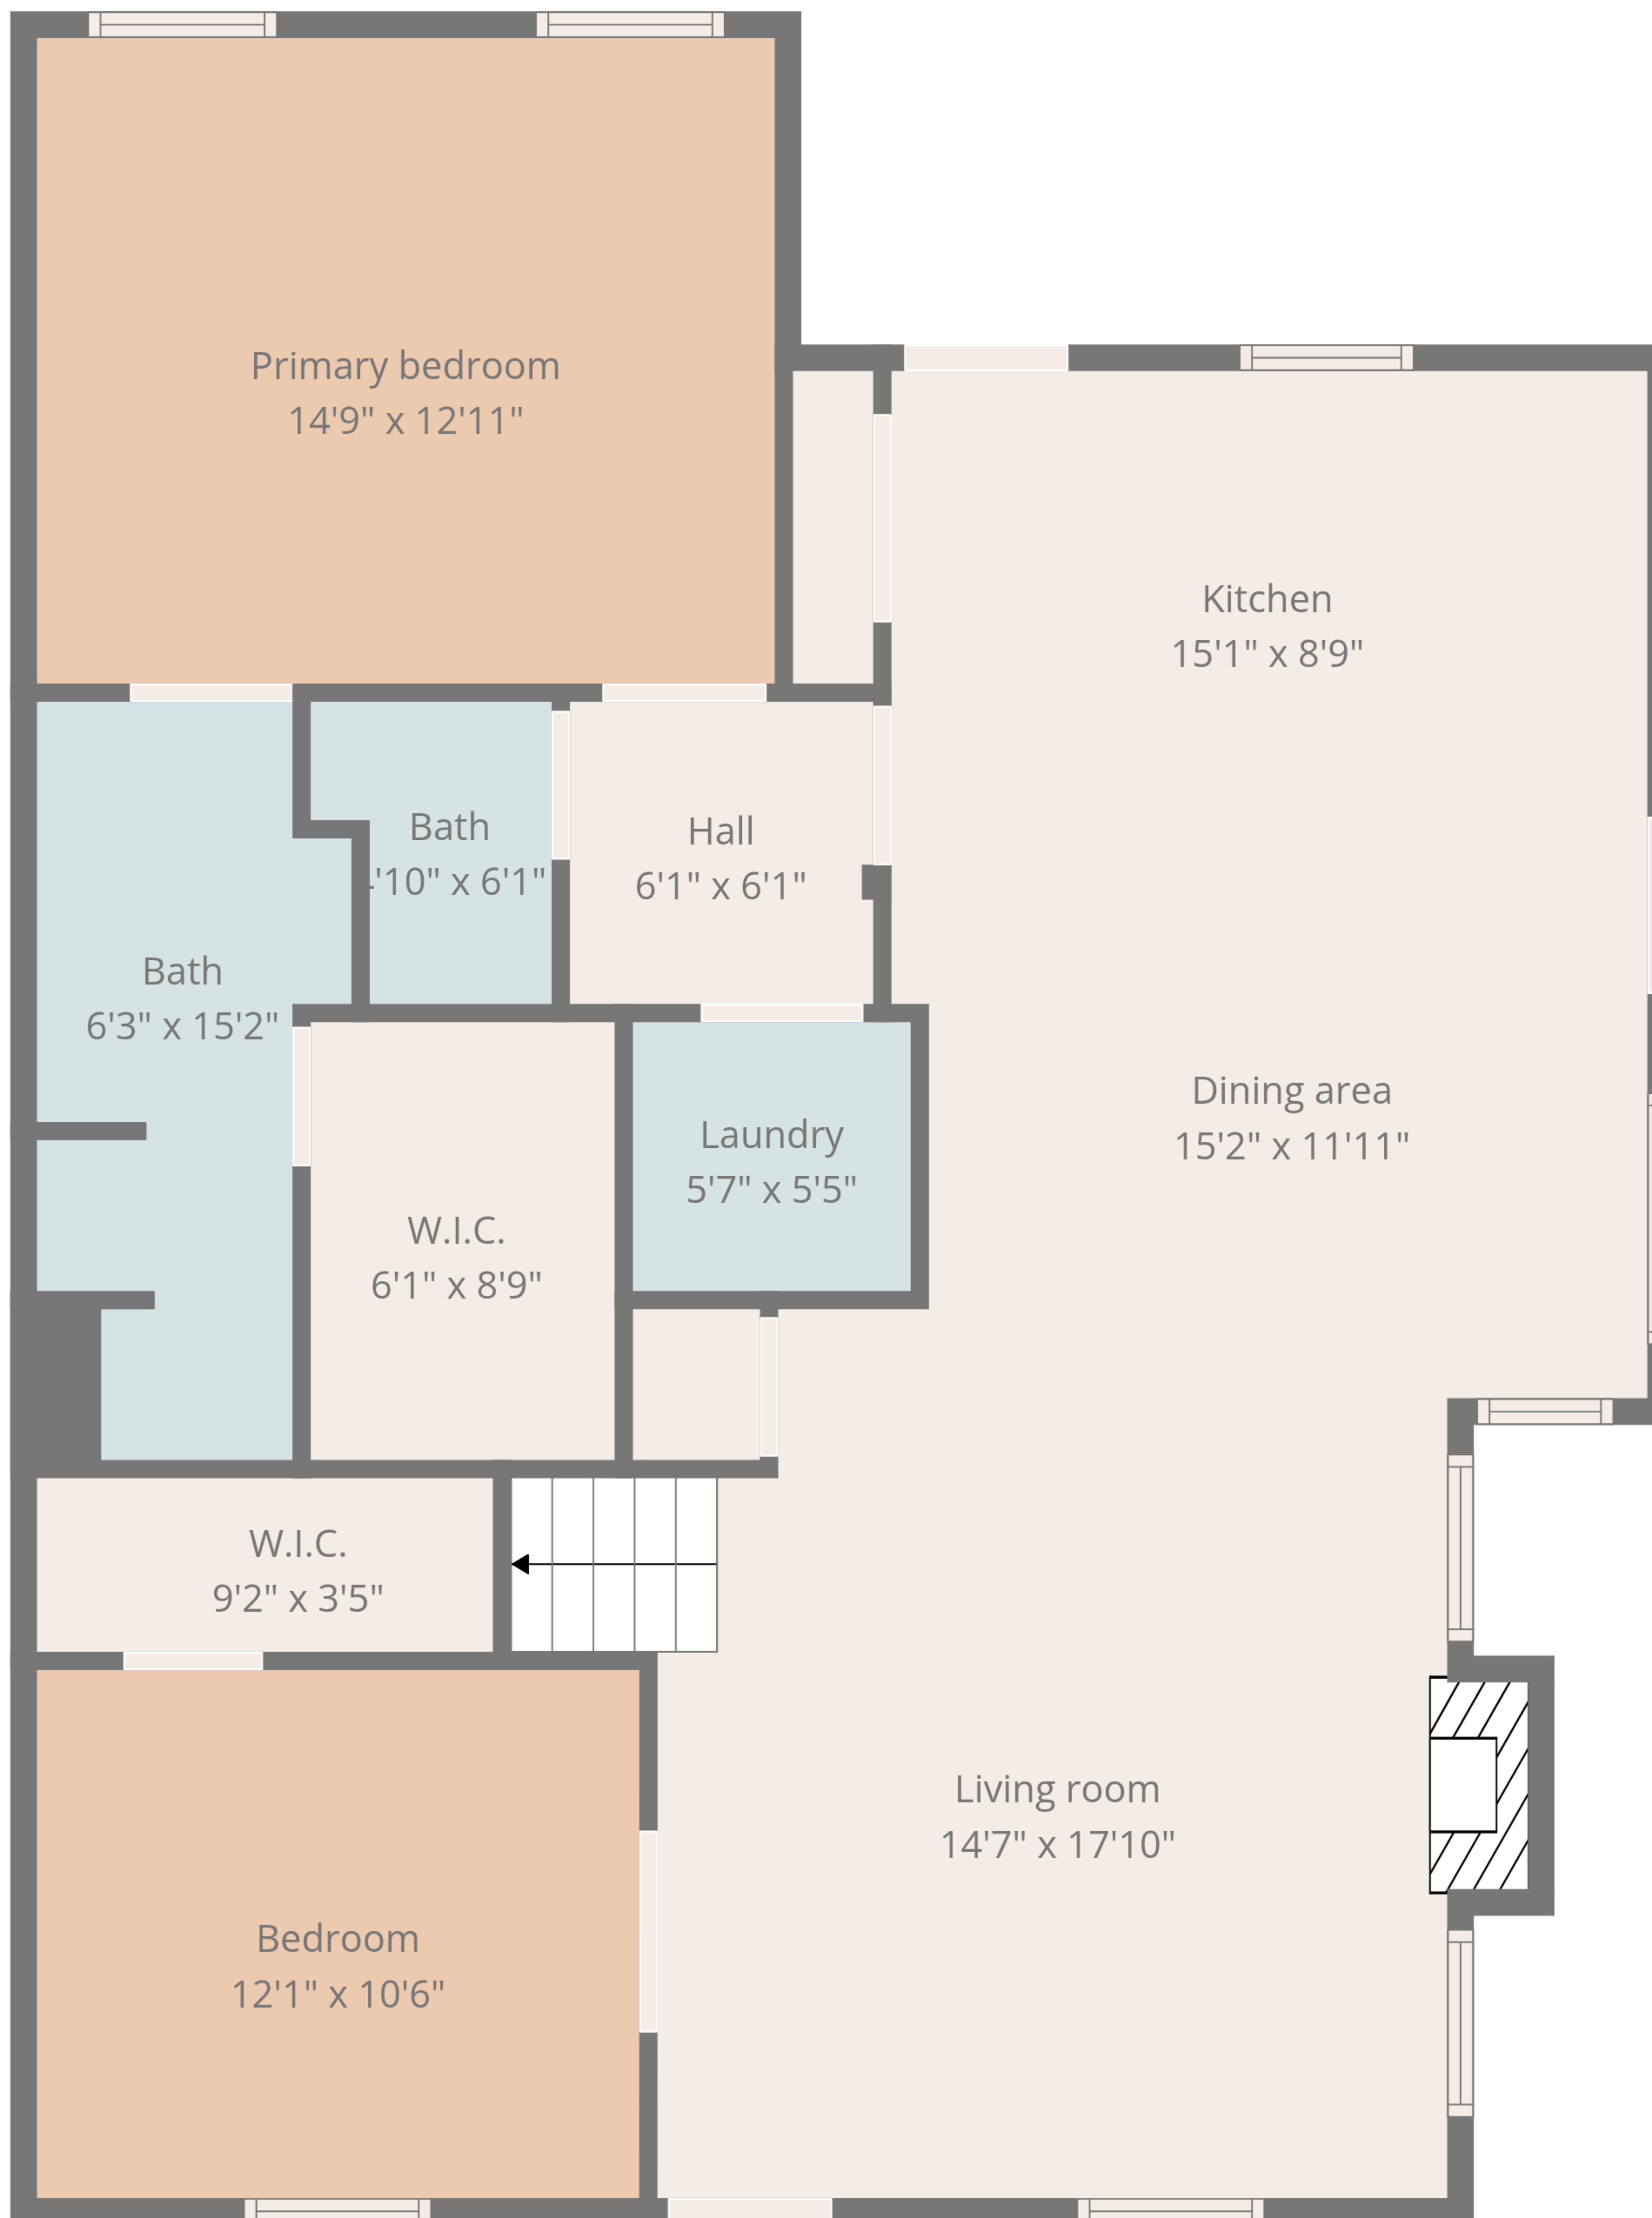 Primary bedroom
14'9" x 12'11"
Kitchen
15'1" x 8'9"
Bath
'10" x 6'1"
Hall
6'1" x 6'1"
Bath
6'3" x 15'2"
Dining area
15'2" x 11'11"
Laundry
5'7" x 5'5"
W.I.C.
6'1" x 8'9"
W.I.C.
9'2" x 3'5"
Living room
14'7" x 17'10"
Bedroom
12'1" x 10'6"